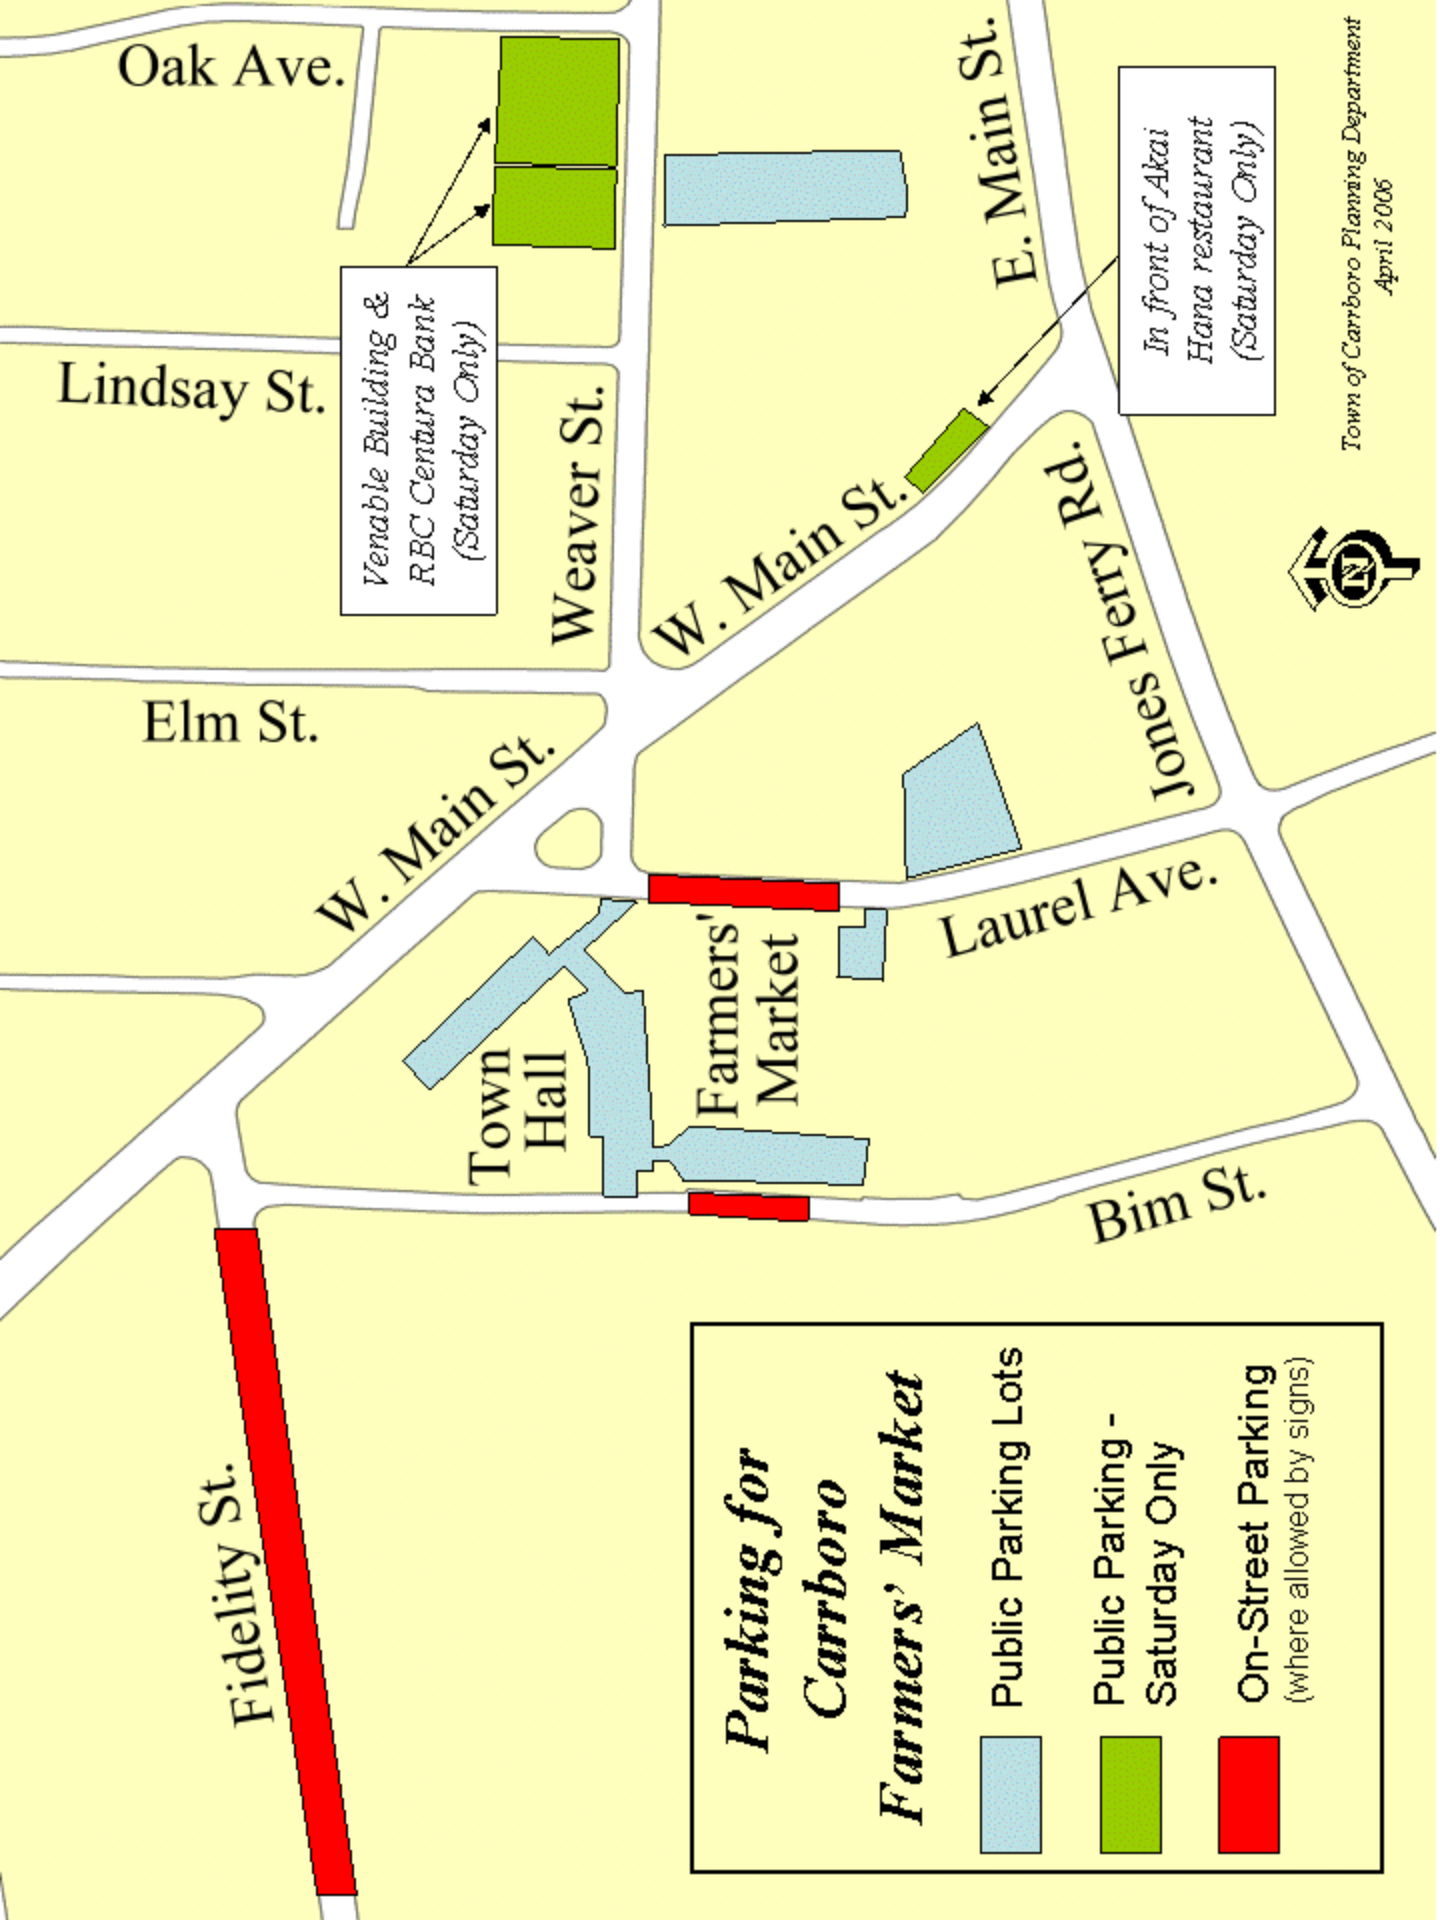 Oak Ave.
Lindsay St.
Elm St.
W. Main St.
Venable Building &
RBC Centura Bank
(Saturday Only)
Weaver St.
W. Main St.
E. Main St.
In front of Akai
Hana restaurant
(Saturday Only)
Jones Ferry Rd.
Laurel Ave.
Bim St.
Fidelity St.
Town
Hall
Farmers'
Market
Parking for
Carrboro
Farmers' Market
Public Parking Lots
Public Parking -
Saturday Only
On-Street Parking
(where allowed by signs)
N
Town of Carrboro Planning Department
April 2006